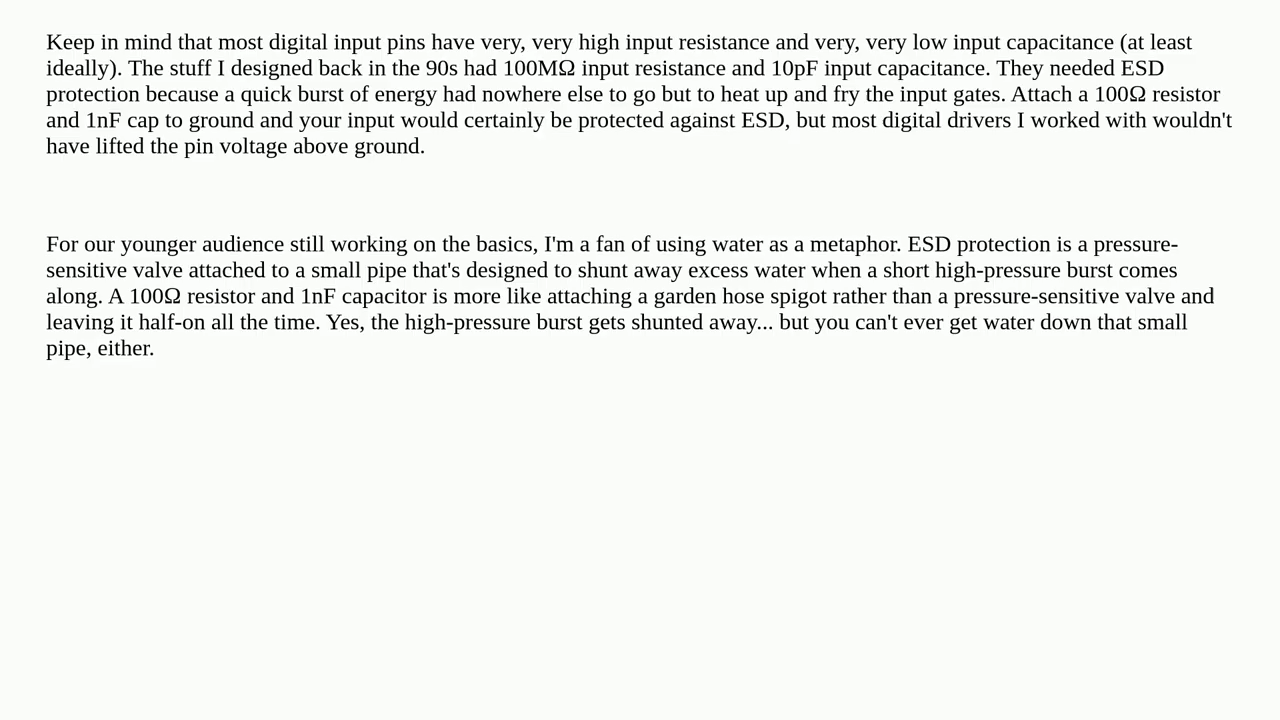 Keep in mind that most digital input pins have very, very high input resistance and very, very low input capacitance (at least
ideally). The stuff I designed back in the 90s had 100MΩ input resistance and 10pF input capacitance. They needed ESD
protection because a quick burst of energy had nowhere else to go but to heat up and fry the input gates. Attach a 100Ω resistor
and 1nF cap to ground and your input would certainly be protected against ESD, but most digital drivers I worked with wouldn't
have lifted the pin voltage above ground.
For our younger audience still working on the basics, I'm a fan of using water as a metaphor. ESD protection is a pressure-
sensitive valve attached to a small pipe that's designed to shunt away excess water when a short high-pressure burst comes
along. A 100Ω resistor and 1nF capacitor is more like attaching a garden hose spigot rather than a pressure-sensitive valve and
leaving it half-on all the time. Yes, the high-pressure burst gets shunted away... but you can't ever get water down that small
pipe, either.